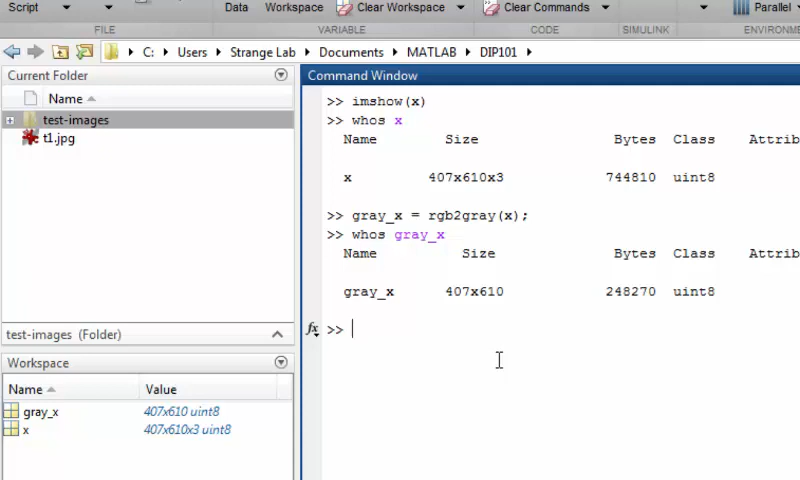 Script Data Workspace Clear Workspace Clear Commands Parallel
FILE VARIABLE CODE SIMULINK ENVIRONME
C: Users Strange Lab Documents MATLAB DIP101
Current Folder
Name
test-images
t1.jpg
test-images (Folder)
Workspace
Name Value
gray_x 407x610 uint8
x 407x610x3 uint8
Command Window
>> imshow(x)
>> whos x
Name Size Bytes Class Attrib
x 407x610x3 744810 uint8
>> gray_x = rgb2gray(x);
>> whos gray_x
Name Size Bytes Class Attrib
gray_x 407x610 248270 uint8
fx >>